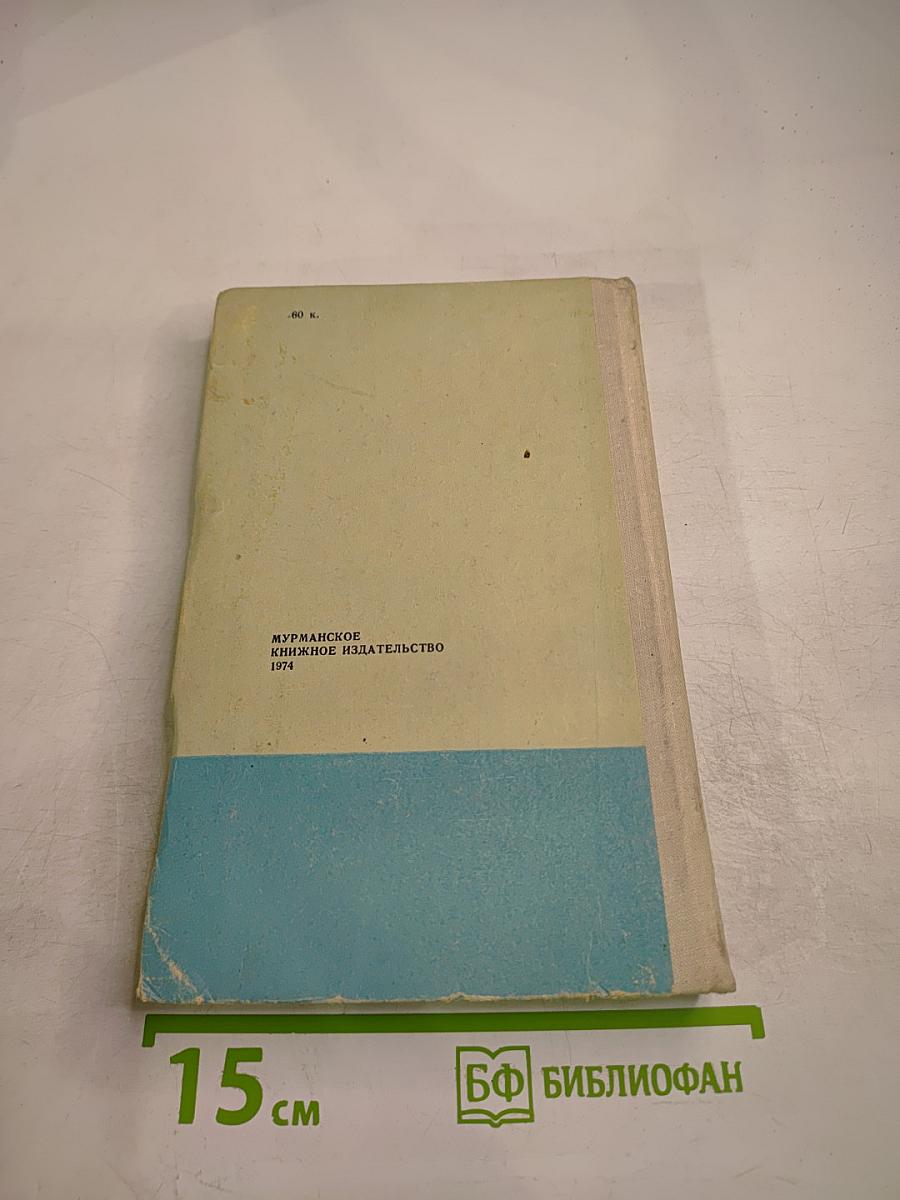 60 к.
МУРМАНСКОЕ
КНИЖНОЕ ИЗДАТЕЛЬСТВО
1974
15 см
БФ БИБЛИОФАН